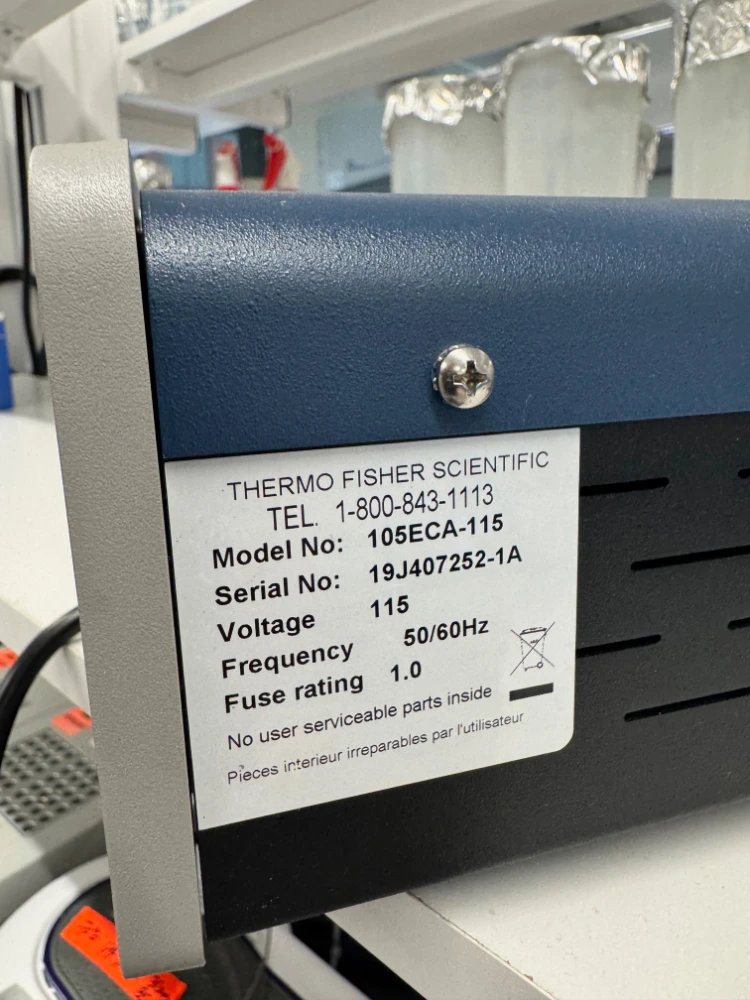 THERMO FISHER SCIENTIFIC
TEL. 1-800-843-1113
Model No: 105ECA-115
Serial No: 19J407252-1A
Voltage 115
Frequency 50/60Hz
Fuse rating 1.0
No user serviceable parts inside
Pieces interieur irreparables par l'utilisateur